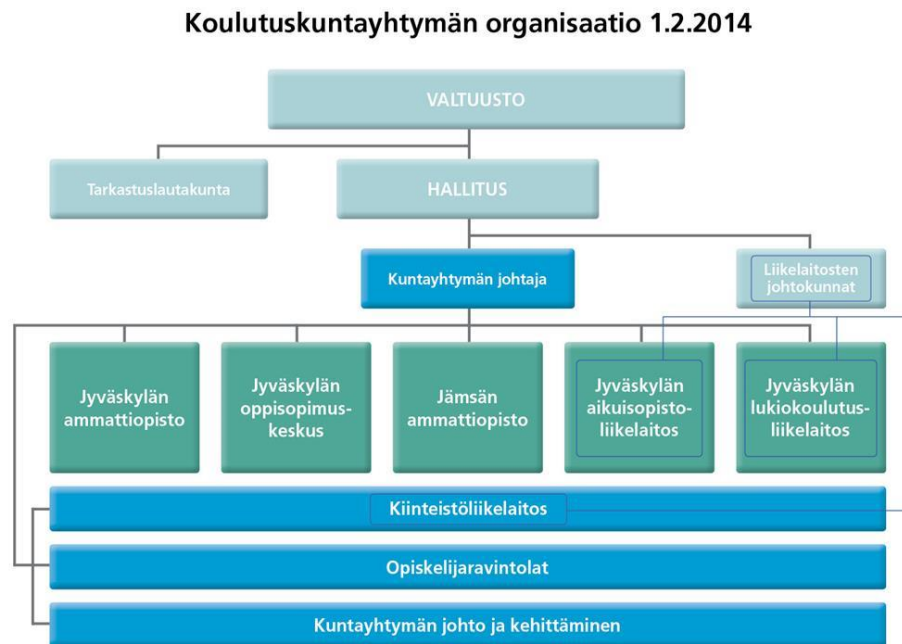 Koulutuskuntayhtymän organisaatio 1.2.2014
VALTUUSTO
Tarkastuslautakunta
HALLITUS
Kuntayhtymän johtaja
Liikelaitosten
johtokunnat
Jyväskylän
ammattiopisto
Jyväskylän
oppisopimus-
keskus
Jämsän
ammattiopisto
Jyväskylän
aikuisopisto-
liikelaitos
Jyväskylän
lukiokoulutus-
liikelaitos
Kiinteistöliikelaitos
Opiskelijaravintolat
Kuntayhtymän johto ja kehittäminen